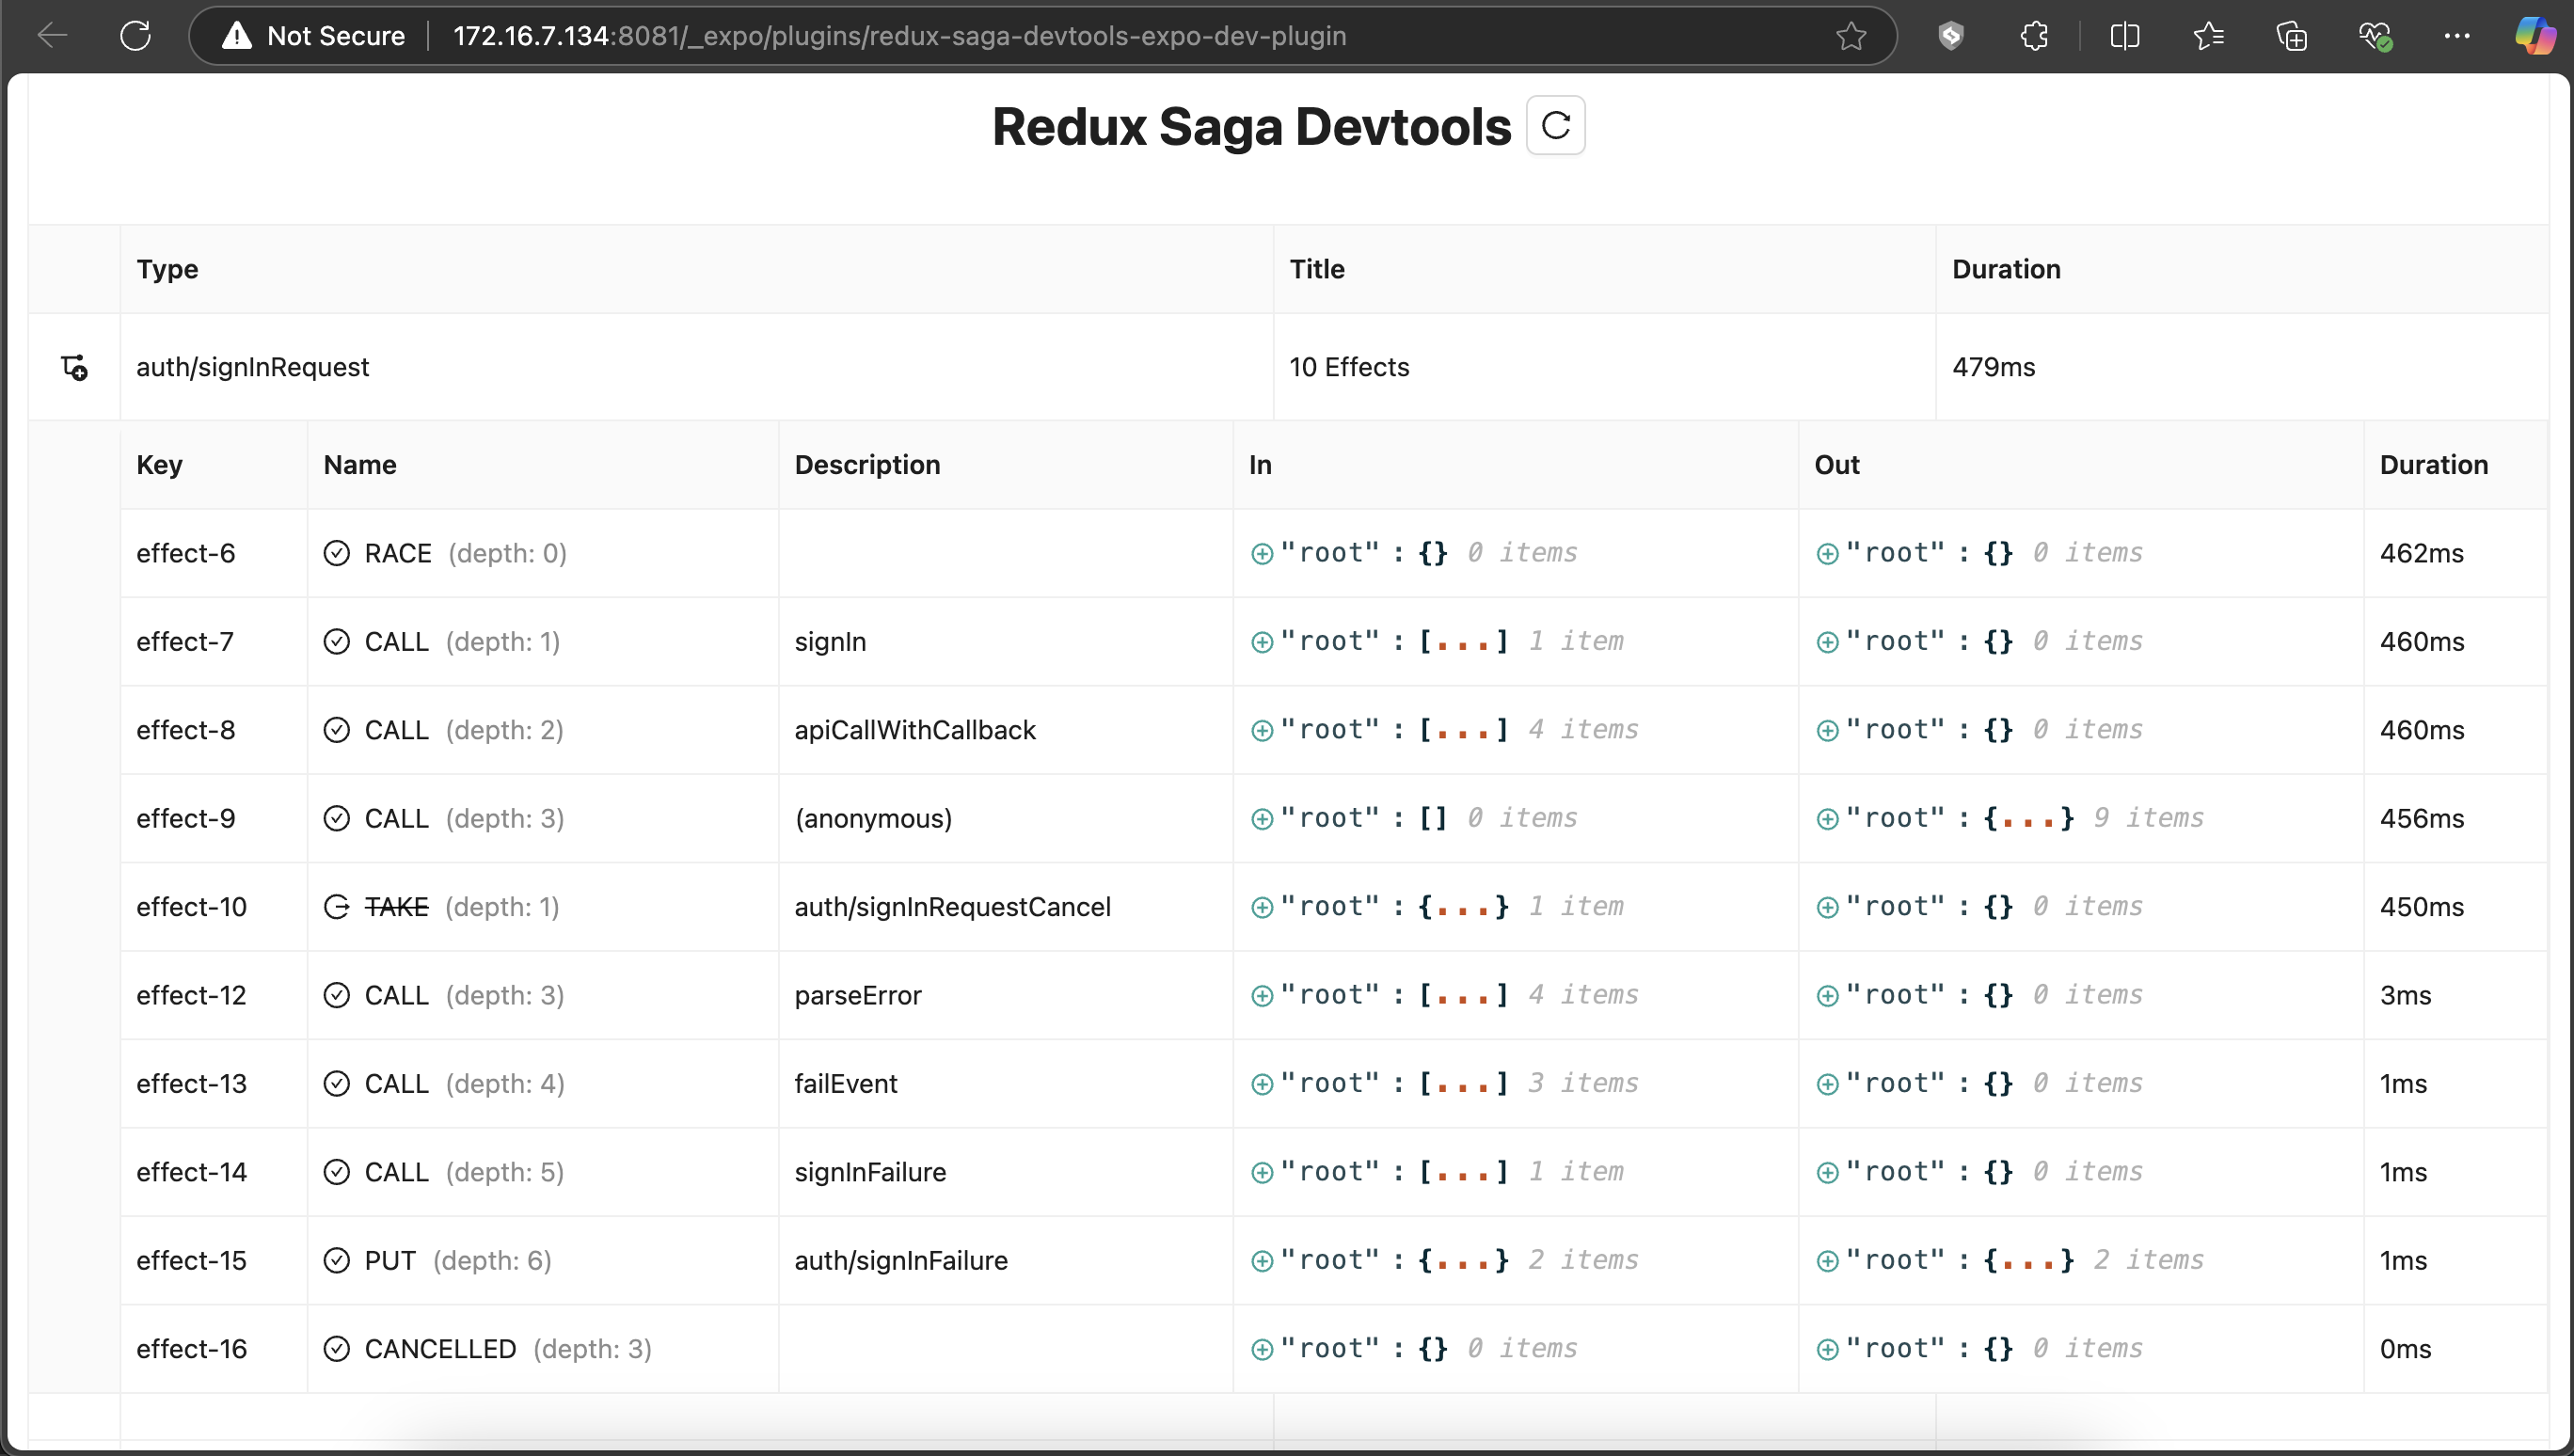 Not Secure 172.16.7.134:8081/_expo/plugins/redux-saga-devtools-expo-dev-plugin
Redux Saga Devtools
Type Title Duration
auth/signInRequest 10 Effects 479ms
Key Name Description In Out Duration
effect-6 RACE (depth: 0) "root" : {} 0 items "root" : {} 0 items 462ms
effect-7 CALL (depth: 1) signIn "root" : [...] 1 item "root" : {} 0 items 460ms
effect-8 CALL (depth: 2) apiCallWithCallback "root" : [...] 4 items "root" : {} 0 items 460ms
effect-9 CALL (depth: 3) (anonymous) "root" : [] 0 items "root" : {...} 9 items 456ms
effect-10 TAKE (depth: 1) auth/signInRequestCancel "root" : {...} 1 item "root" : {} 0 items 450ms
effect-12 CALL (depth: 3) parseError "root" : [...] 4 items "root" : {} 0 items 3ms
effect-13 CALL (depth: 4) failEvent "root" : [...] 3 items "root" : {} 0 items 1ms
effect-14 CALL (depth: 5) signInFailure "root" : [...] 1 item "root" : {} 0 items 1ms
effect-15 PUT (depth: 6) auth/signInFailure "root" : {...} 2 items "root" : {...} 2 items 1ms
effect-16 CANCELLED (depth: 3) "root" : {} 0 items "root" : {} 0 items 0ms